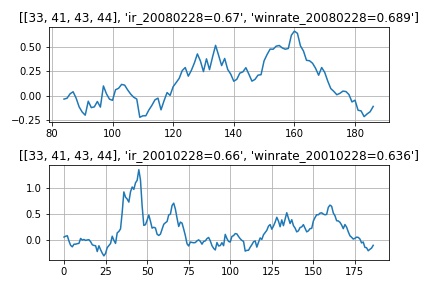 [[33, 41, 43, 44], 'ir_20080228=0.67', 'winrate_20080228=0.689']
0.50
0.25
0.00
−0.25
80 100 120 140 160 180
[[33, 41, 43, 44], 'ir_20010228=0.66', 'winrate_20010228=0.636']
1.0
0.5
0.0
0 25 50 75 100 125 150 175